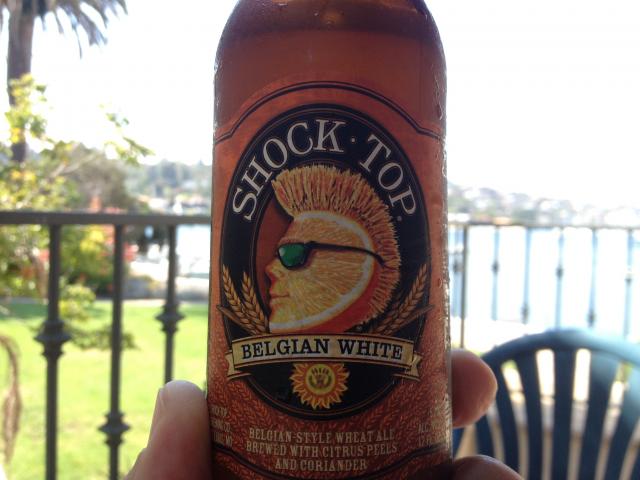 SHOCK · TOP®
BELGIAN WHITE
BELGIAN-STYLE WHEAT ALE
BREWED WITH CITRUS PEELS
AND CORIANDER